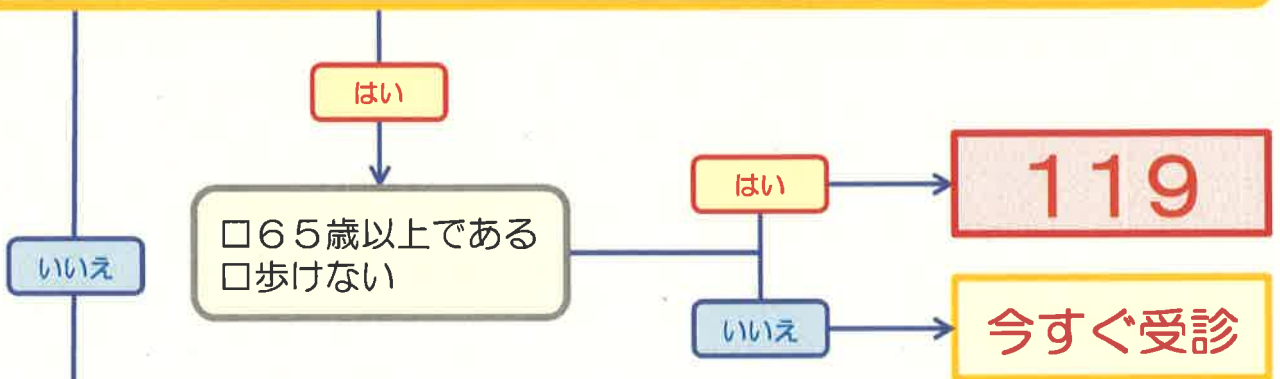 はい
□65歳以上である
□歩けない
いいえ
はい
119
いいえ
今すぐ受診